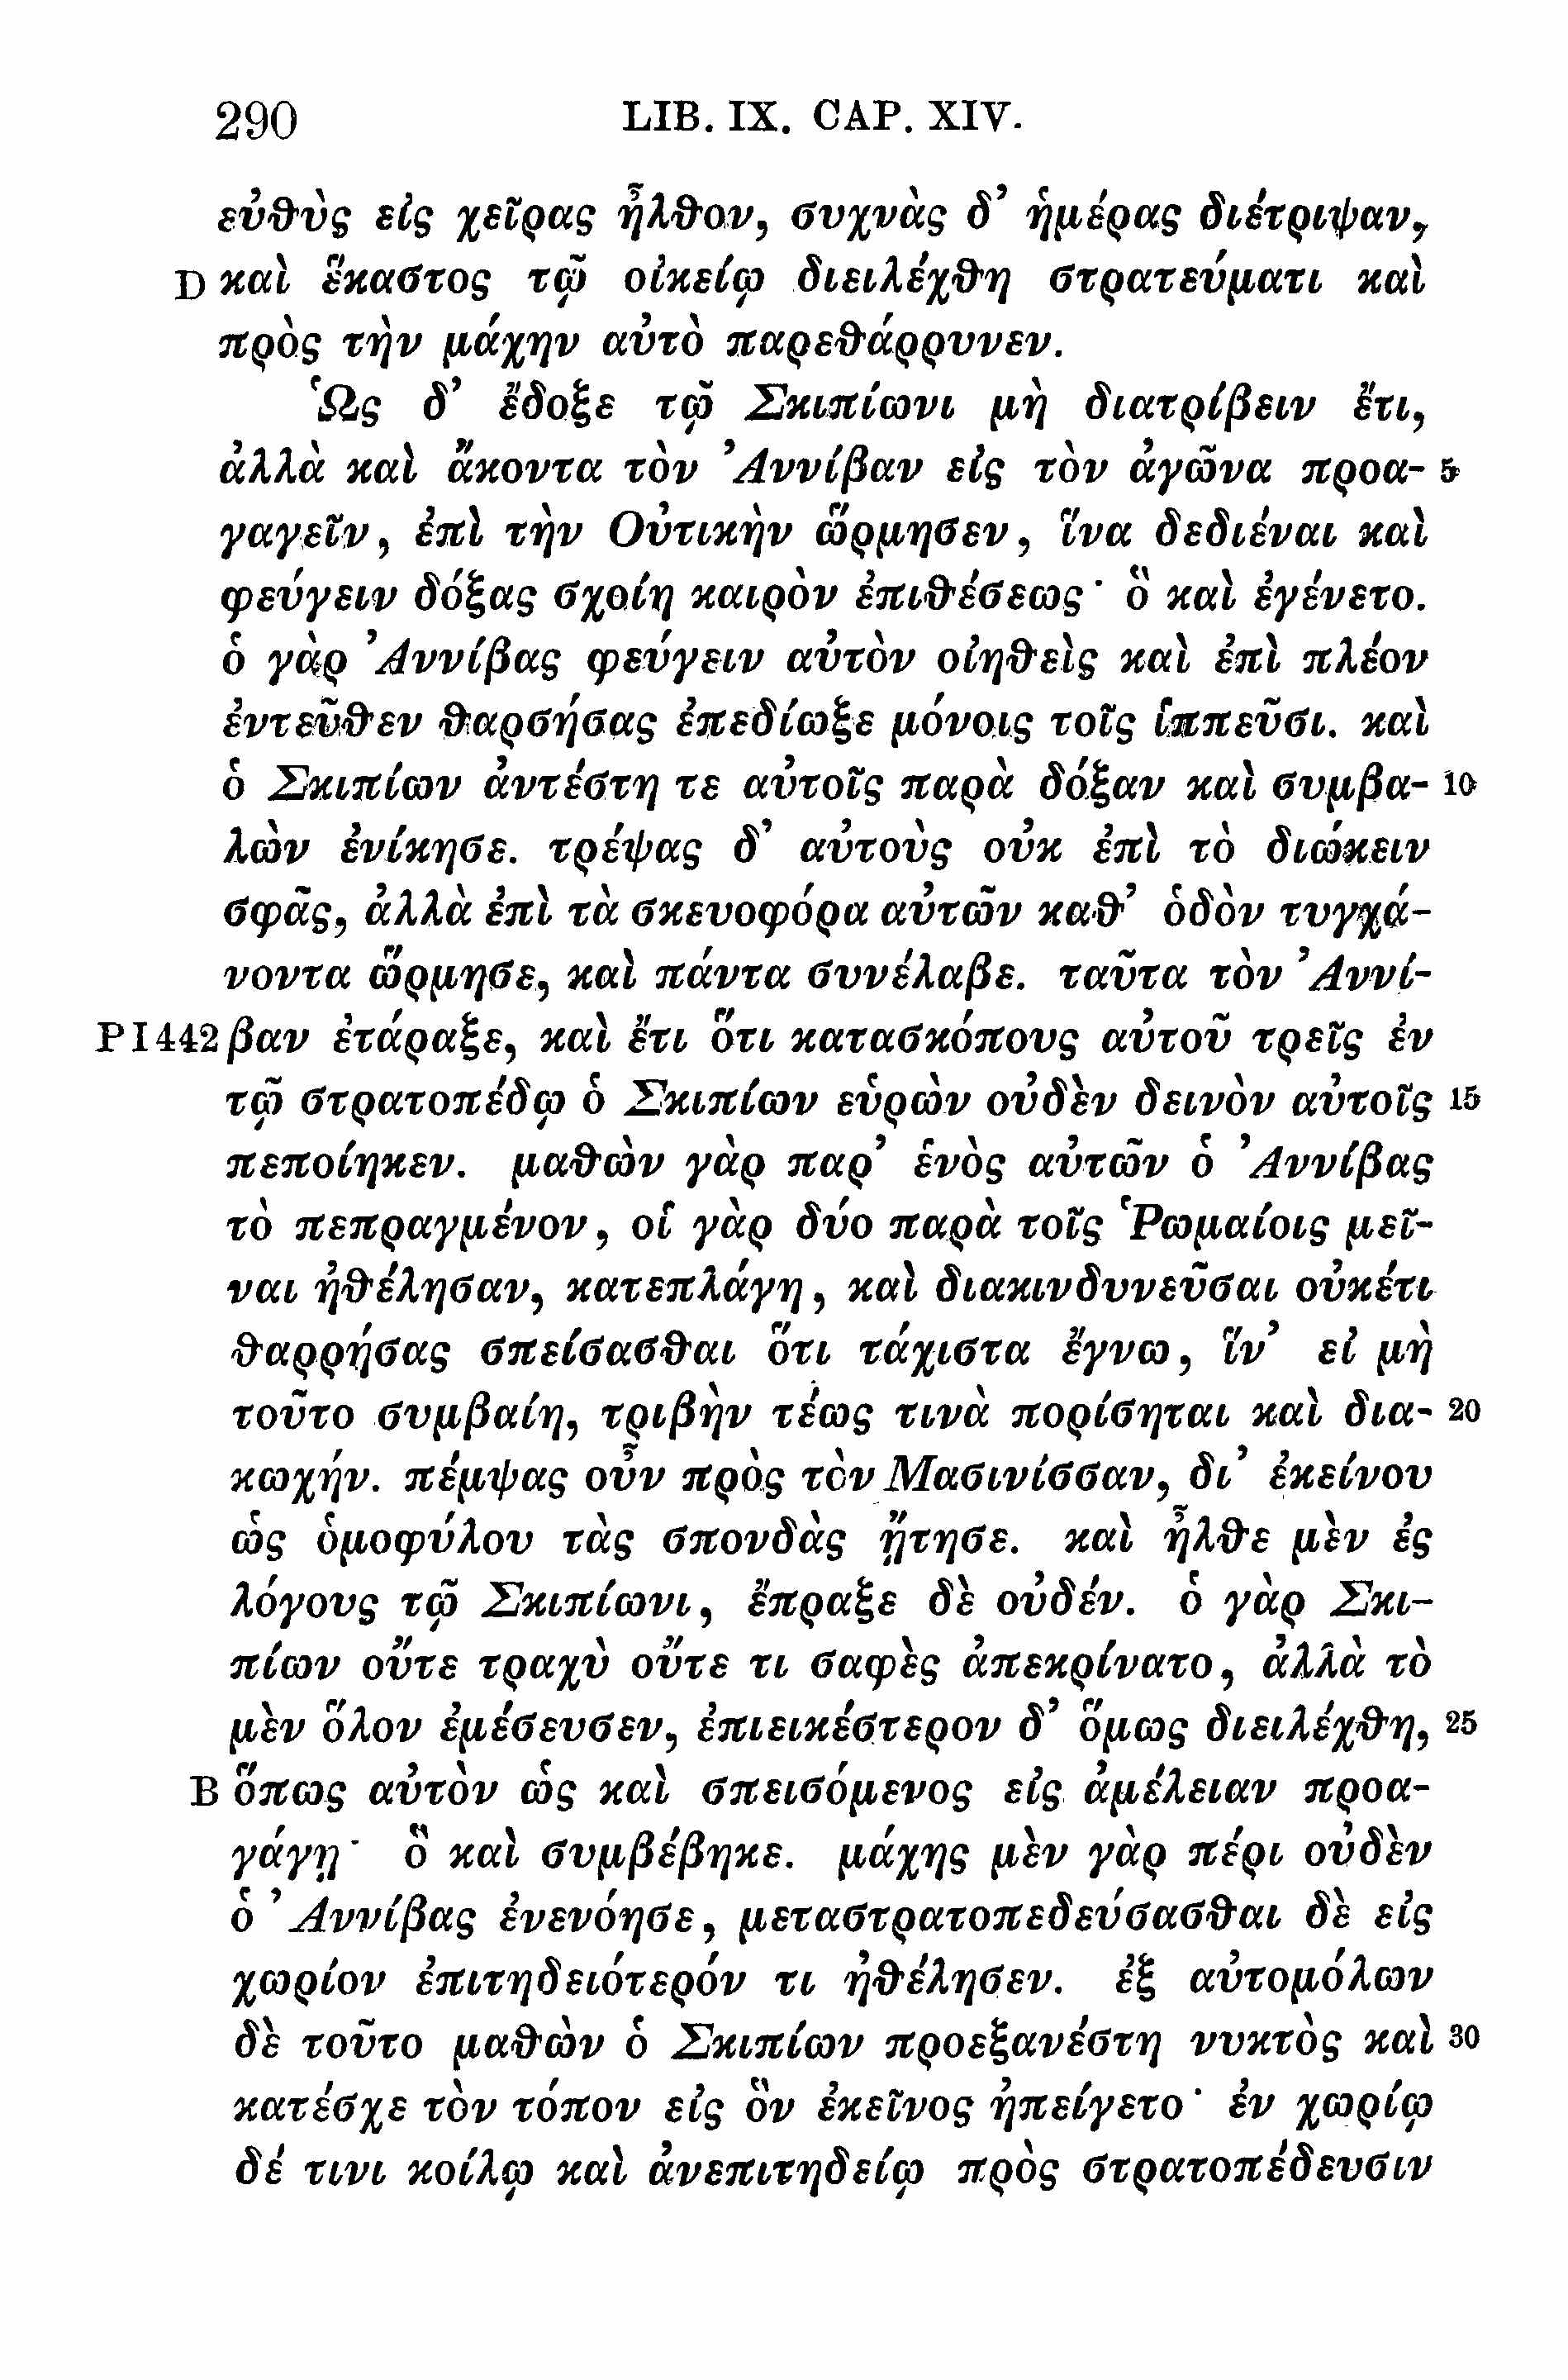 290 LIB. IX. CAP. XIV.
εὐϑὺς εἰς χεῖρας ἦλϑον, συχνὰς δ’ ἡμέρας διέτριψαν,
D καὶ ἕκαστος τῷ οἰκείῳ διειλέχϑη στρατεύματι καὶ
πρὸς τὴν μάχην αὐτὸ παρεϑάρρυνεν.
Ὡς δ’ ἔδοξε τῷ Σκιπίωνι μὴ διατρίβειν ἔτι,
ἀλλὰ καὶ ἄκοντα τὸν Ἀννίβαν εἰς τὸν ἀγῶνα προα- 5
γαγεῖν, ἐπὶ τὴν Οὐτικὴν ὥρμησεν, ἵνα δεδιέναι καὶ
φεύγειν δόξας σχοίη καιρὸν ἐπιϑέσεως· ὃ καὶ ἐγένετο.
ὁ γὰρ Ἀννίβας φεύγειν αὐτὸν οἰηϑεὶς καὶ ἐπὶ πλέον
ἐντεῦϑεν ϑαρσήσας ἐπεδίωξε μόνοις τοῖς ἱππεῦσι. καὶ
ὁ Σκιπίων ἀντέστη τε αὐτοῖς παρὰ δόξαν καὶ συμβα- 10
λὼν ἐνίκησε. τρέψας δ’ αὐτοὺς οὐκ ἐπὶ τὸ διώκειν
σφᾶς, ἀλλὰ ἐπὶ τὰ σκευοφόρα αὐτῶν καϑ’ ὁδὸν τυγχά-
νοντα ὥρμησε, καὶ πάντα συνέλαβε. ταῦτα τὸν Ἀννί-
P I 442 βαν ἐτάραξε, καὶ ἔτι ὅτι κατασκόπους αὐτοῦ τρεῖς ἐν
τῷ στρατοπέδῳ ὁ Σκιπίων εὑρὼν οὐδὲν δεινὸν αὐτοῖς 15
πεποίηκεν. μαϑὼν γὰρ παρ’ ἑνὸς αὐτῶν ὁ Ἀννίβας
τὸ πεπραγμένον, οἱ γὰρ δύο παρὰ τοῖς Ῥωμαίοις μεῖ-
ναι ἠϑέλησαν, κατεπλάγη, καὶ διακινδυνεῦσαι οὐκέτι
ϑαρρήσας σπείσασϑαι ὅτι τάχιστα ἔγνω, ἵν’ εἰ μὴ
τοῦτο συμβαίη, τριβὴν τέως τινὰ πορίσηται καὶ δια- 20
κωχήν. πέμψας οὖν πρὸς τὸν Μασινίσσαν, δι’ ἐκείνου
ὡς ὁμοφύλου τὰς σπονδὰς ᾔτησε. καὶ ἦλϑε μὲν ἐς
λόγους τῷ Σκιπίωνι, ἔπραξε δὲ οὐδέν. ὁ γὰρ Σκι-
πίων οὔτε τραχὺ οὔτε τι σαφὲς ἀπεκρίνατο, ἀλλὰ τὸ
μὲν ὅλον ἐμέσευσεν, ἐπιεικέστερον δ’ ὅμως διειλέχϑη, 25
B ὅπως αὐτὸν ὡς καὶ σπεισόμενος εἰς ἀμέλειαν προα-
γάγῃ· ὃ καὶ συμβέβηκε. μάχης μὲν γὰρ πέρι οὐδὲν
ὁ Ἀννίβας ἐνενόησε, μεταστρατοπεδεύσασϑαι δὲ εἰς
χωρίον ἐπιτηδειότερόν τι ἠϑέλησεν. ἐξ αὐτομόλων
δὲ τοῦτο μαϑὼν ὁ Σκιπίων προεξανέστη νυκτὸς καὶ 30
κατέσχε τὸν τόπον εἰς ὃν ἐκεῖνος ἠπείγετο· ἐν χωρίῳ
δέ τινι κοίλῳ καὶ ἀνεπιτηδείῳ πρὸς στρατοπέδευσιν